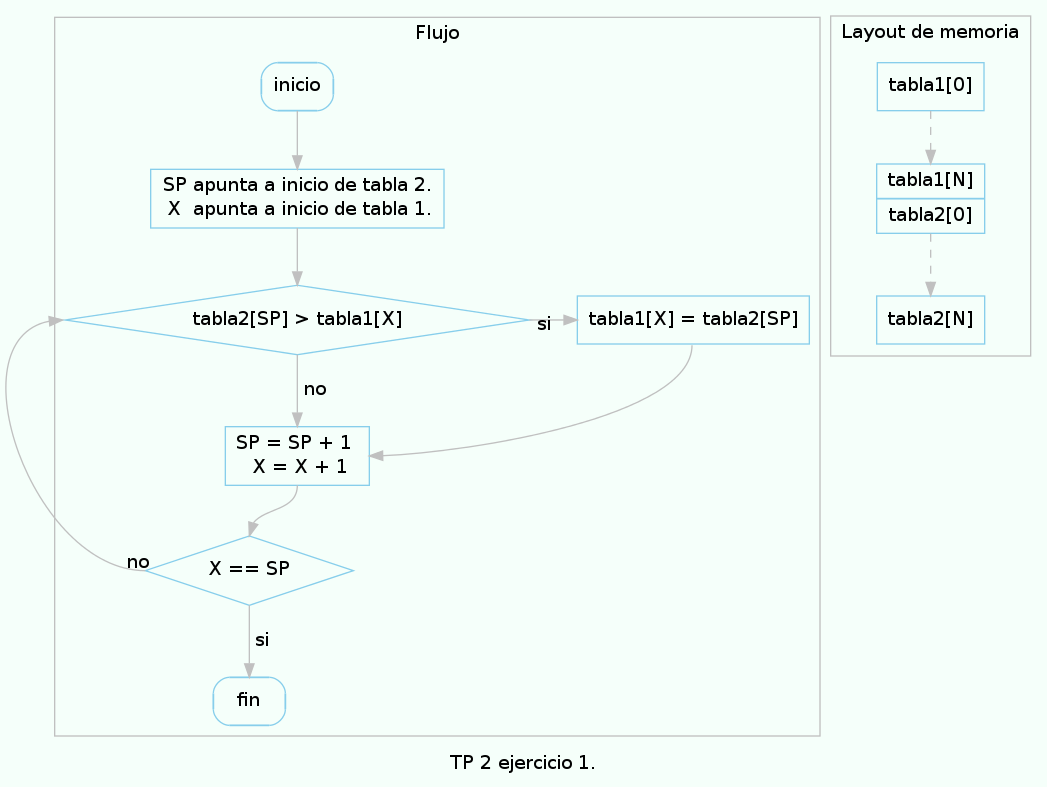 Flujo
inicio
SP apunta a inicio de tabla 2.
X apunta a inicio de tabla 1.
tabla2[SP] > tabla1[X]
si
tabla1[X] = tabla2[SP]
no
SP = SP + 1
X = X + 1
no
X == SP
si
fin
Layout de memoria
tabla1[0]
tabla1[N]
tabla2[0]
tabla2[N]
TP 2 ejercicio 1.